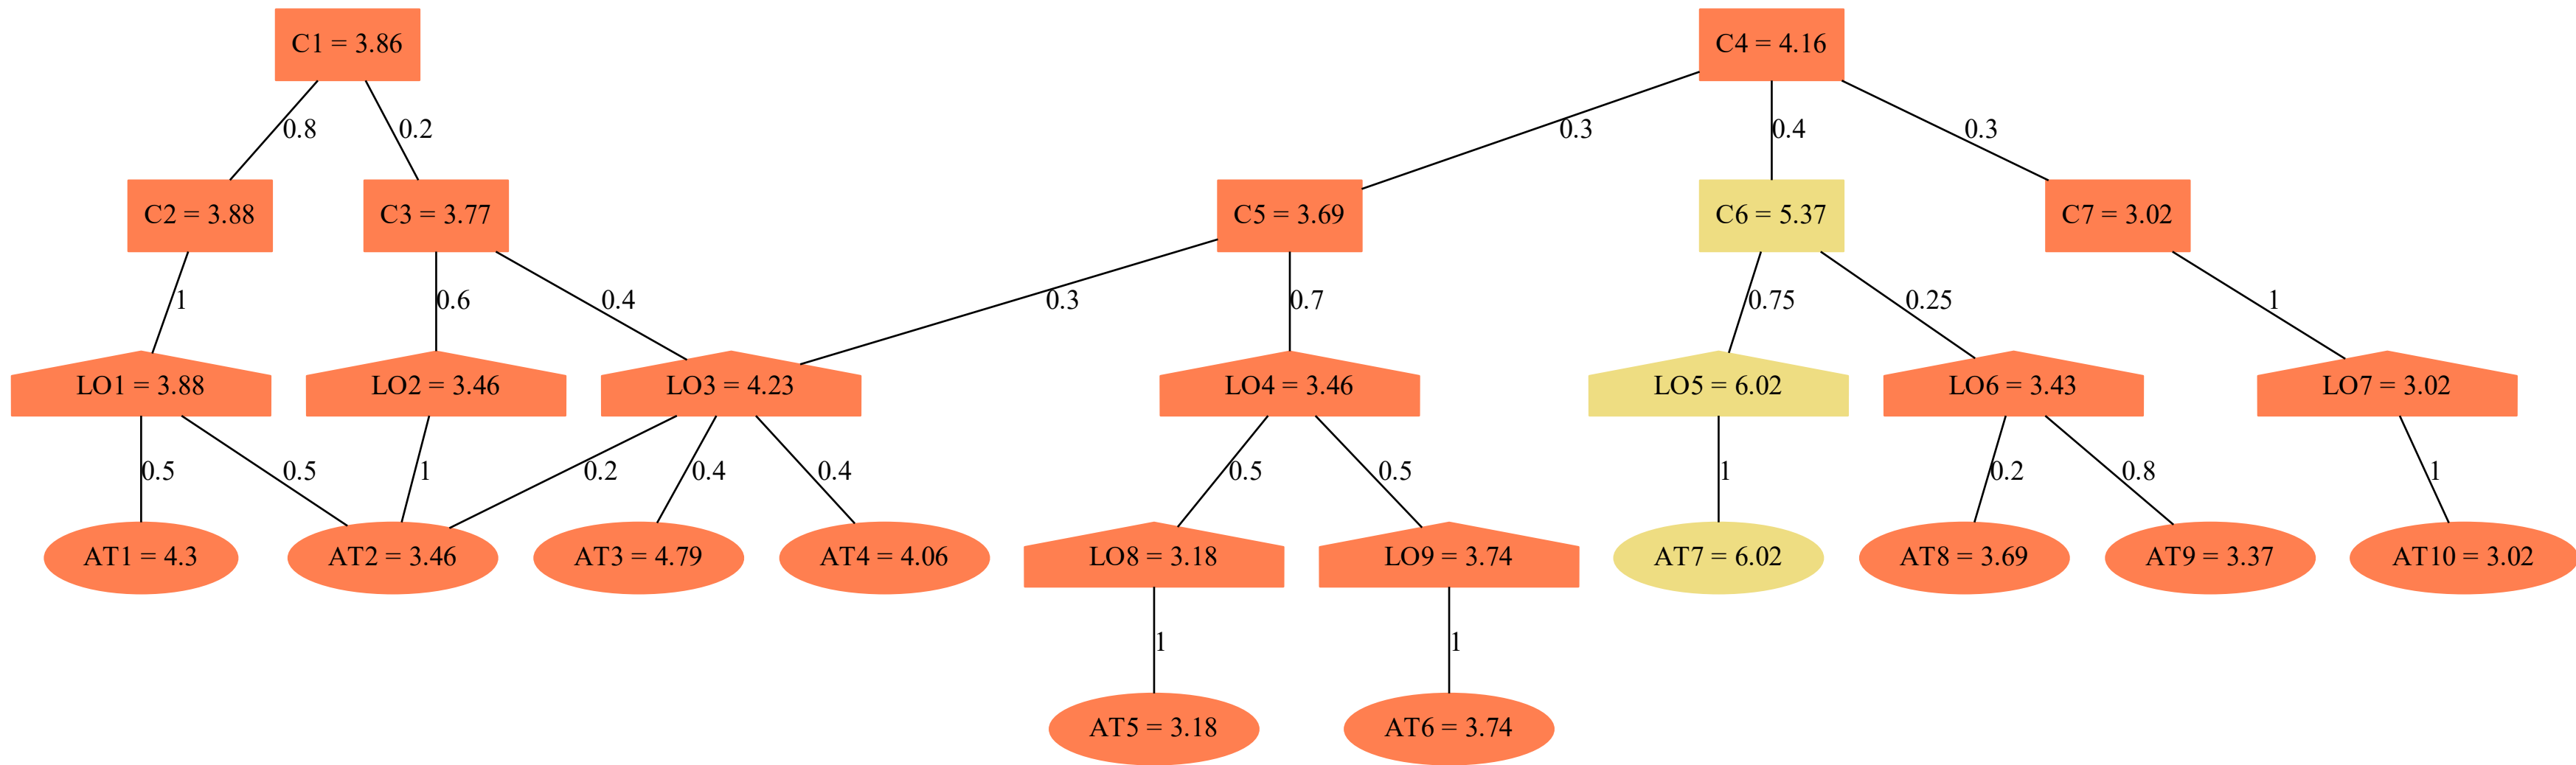 C1 = 3.86
C4 = 4.16
0.8
0.2
0.3
0.4
0.3
C2 = 3.88
C3 = 3.77
C5 = 3.69
C6 = 5.37
C7 = 3.02
1
0.6
0.4
0.3
0.7
0.75
0.25
1
LO1 = 3.88
LO2 = 3.46
LO3 = 4.23
LO4 = 3.46
LO5 = 6.02
LO6 = 3.43
LO7 = 3.02
0.5
0.5
1
0.2
0.4
0.4
0.5
0.5
1
0.2
0.8
1
AT1 = 4.3
AT2 = 3.46
AT3 = 4.79
AT4 = 4.06
LO8 = 3.18
LO9 = 3.74
AT7 = 6.02
AT8 = 3.69
AT9 = 3.37
AT10 = 3.02
1
1
AT5 = 3.18
AT6 = 3.74